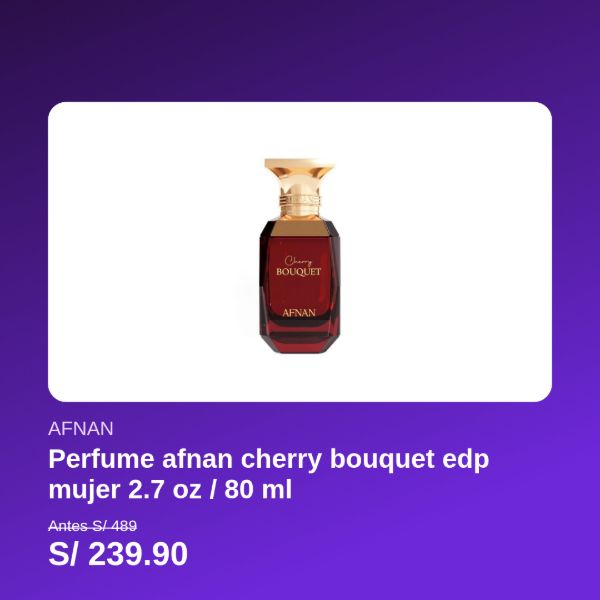 Cherry
BOUQUET
AFNAN
AFNAN
Perfume afnan cherry bouquet edp
mujer 2.7 oz / 80 ml
Antes S/ 489
S/ 239.90